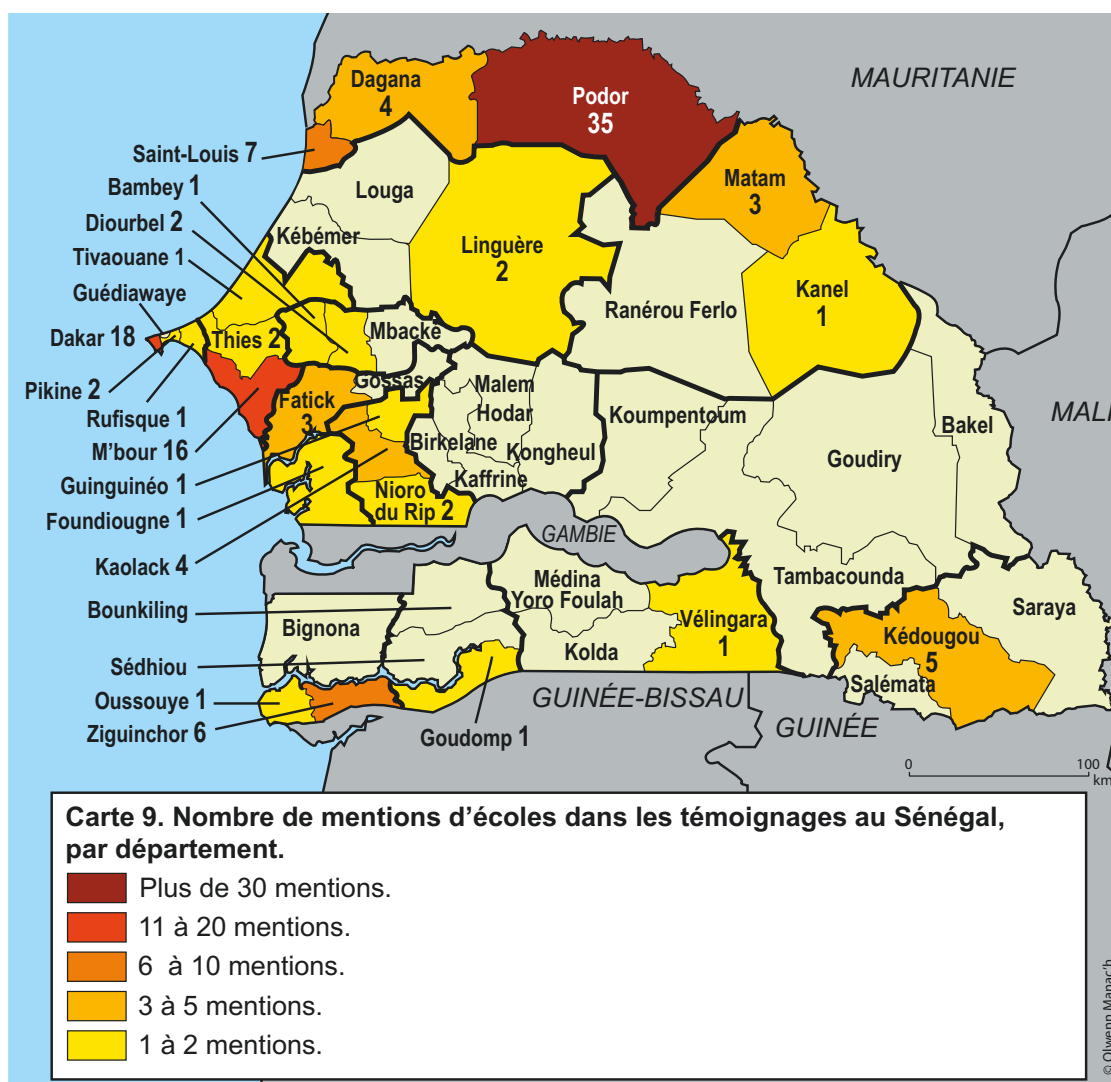 MAURITANIE
Dagana
4
Podor
35
Saint-Louis 7
Bambey 1
Diourbel 2
Tivaouane 1
Guédiawaye
Dakar 18
Pikine 2
Rufisque 1
M'bour 16
Guinguinéo 1
Foundiougne 1
Kaolack 4
Bounkiling
Sédhiou
Oussouye 1
Ziguinchor 6
Louga
Kébémer
Linguère
2
Matam
3
Kanel
1
Ranérou Ferlo
Thies 2
Mbacké
Gossas
Fatick
3
Malem
Hodar
Birkelane
Kongheul
Kaffrine
Nioro
du Rip 2
Koumpentoum
Goudiry
Bakel
MALI
GAMBIE
Tambacounda
Médina
Yoro Foulah
Vélingara
1
Kolda
Bignona
Goudomp 1
Saraya
Kédougou
5
Salémata
GUINÉE-BISSAU
GUINÉE
0 100
km
Carte 9. Nombre de mentions d'écoles dans les témoignages au Sénégal,
par département.
Plus de 30 mentions.
11 à 20 mentions.
6 à 10 mentions.
3 à 5 mentions.
1 à 2 mentions.
© Olwenn Manac'h